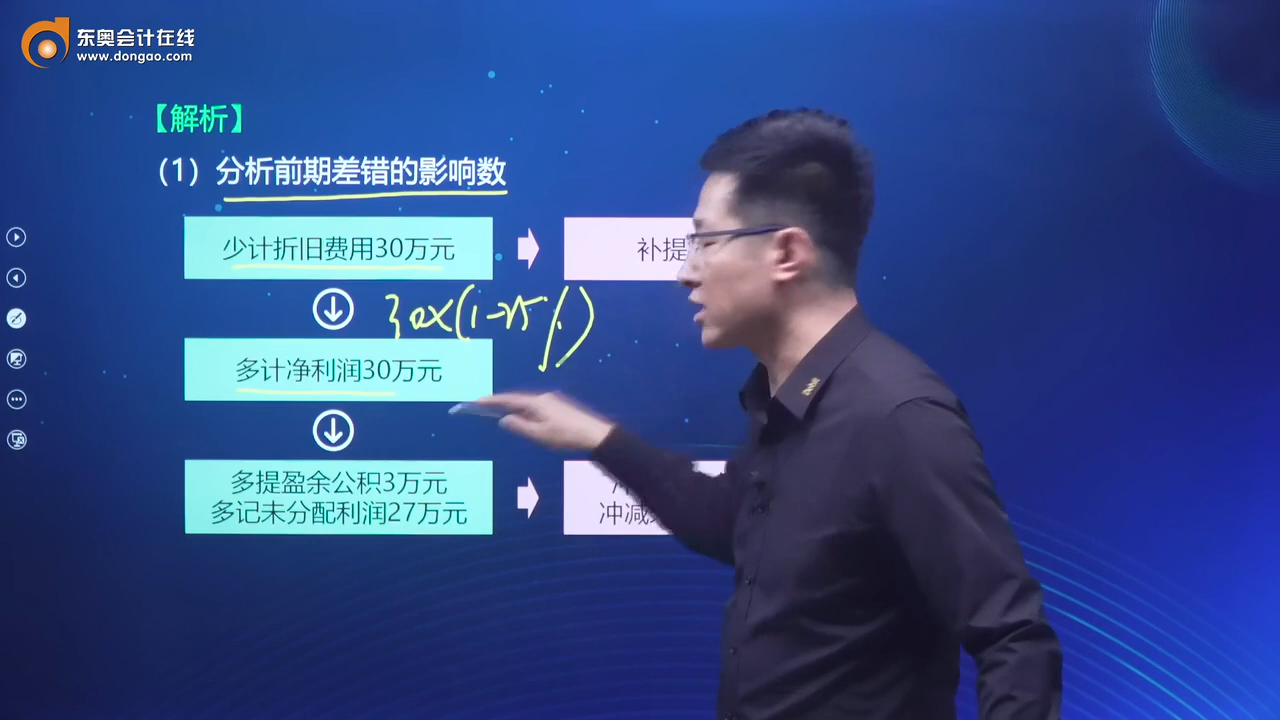 东奥会计在线
www.dongao.com
【解析】
（1）分析前期差错的影响数
少计折旧费用30万元
补提
30×(1-25%)
多计净利润30万元
多提盈余公积3万元
多记未分配利润27万元
冲减